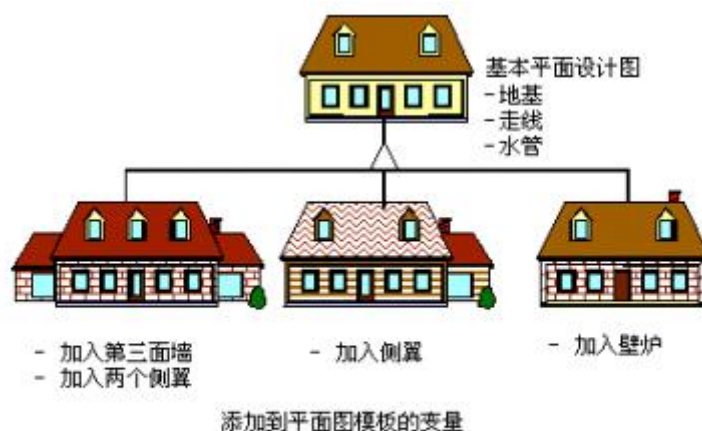 基本平面设计图
-地基
-走线
-水管
- 加入第三面墙
- 加入两个侧翼
- 加入侧翼
- 加入壁炉
添加到平面图模板的变量